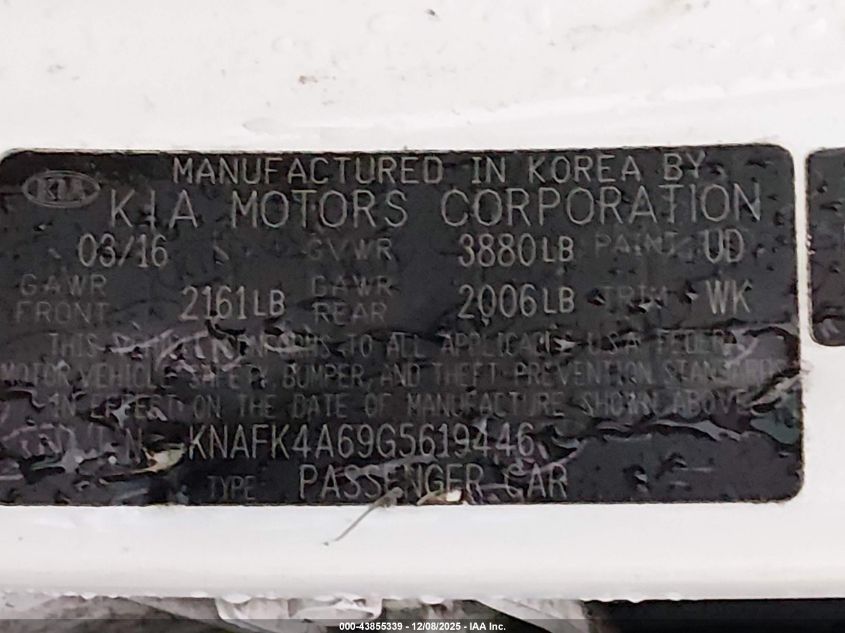 MANUFACTURED IN KOREA BY
KIA KIA MOTORS CORPORATION
03/16 GVWR 3880LB PAINT UD
GAWR FRONT 2161LB GAWR REAR 2006LB TRIM WK
THIS CONFORMS TO ALL APPLICABLE U.S.A FEDERAL
MOTOR VEHICLE SAFETY, BUMPER, AND THEFT PREVENTION STANDARDS
IN EFFECT ON THE DATE OF MANUFACTURE SHOWN ABOVE
KNAFK4A69G5619446
TYPE PASSENGER CAR
000-43855339 - 12/08/2025 - IAA Inc.